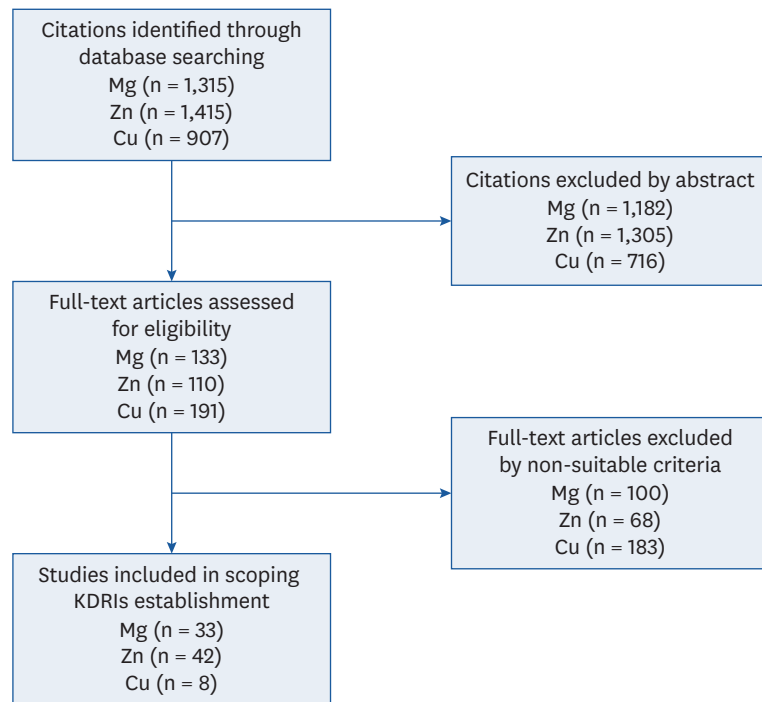 Citations identified through
database searching
Mg (n = 1,315)
Zn (n = 1,415)
Cu (n = 907)
Citations excluded by abstract
Mg (n = 1,182)
Zn (n = 1,305)
Cu (n = 716)
Full-text articles assessed
for eligibility
Mg (n = 133)
Zn (n = 110)
Cu (n = 191)
Full-text articles excluded
by non-suitable criteria
Mg (n = 100)
Zn (n = 68)
Cu (n = 183)
Studies included in scoping
KDRIs establishment
Mg (n = 33)
Zn (n = 42)
Cu (n = 8)